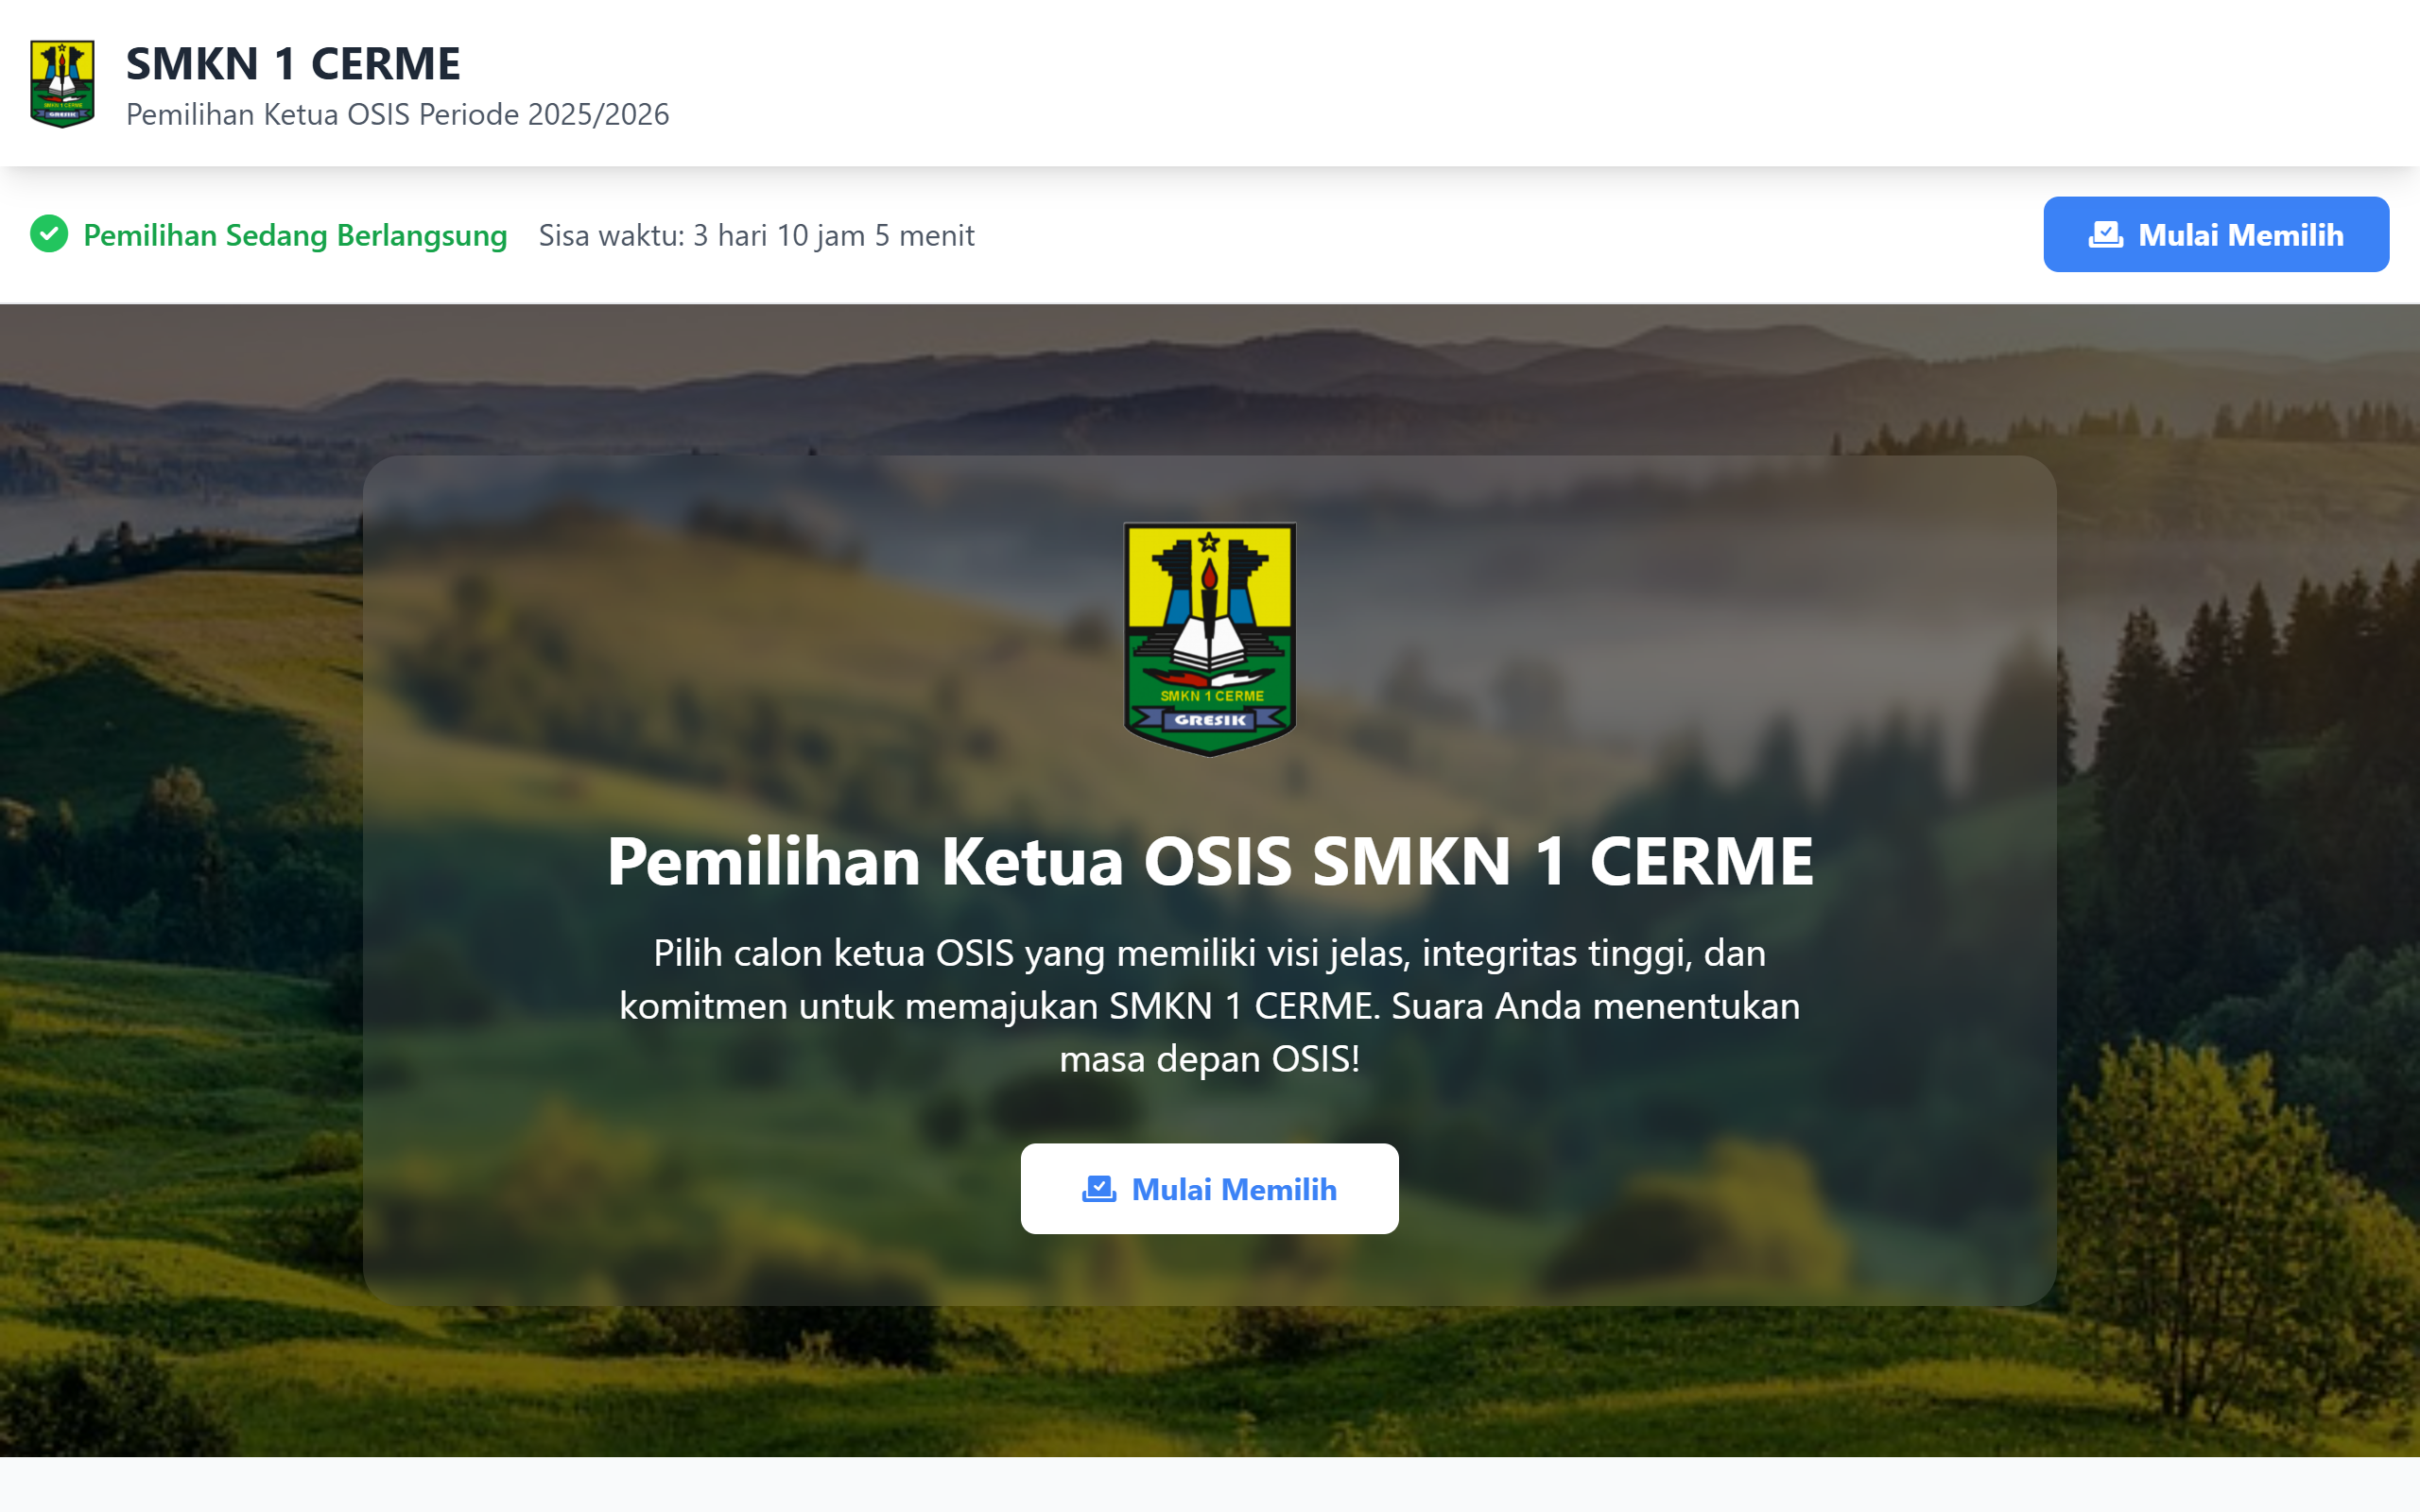 SMKN 1 CERME
Pemilihan Ketua OSIS Periode 2025/2026
Pemilihan Sedang Berlangsung Sisa waktu: 3 hari 10 jam 5 menit
Mulai Memilih
SMKN 1 CERME
GRESIK
Pemilihan Ketua OSIS SMKN 1 CERME
Pilih calon ketua OSIS yang memiliki visi jelas, integritas tinggi, dan
komitmen untuk memajukan SMKN 1 CERME. Suara Anda menentukan
masa depan OSIS!
Mulai Memilih